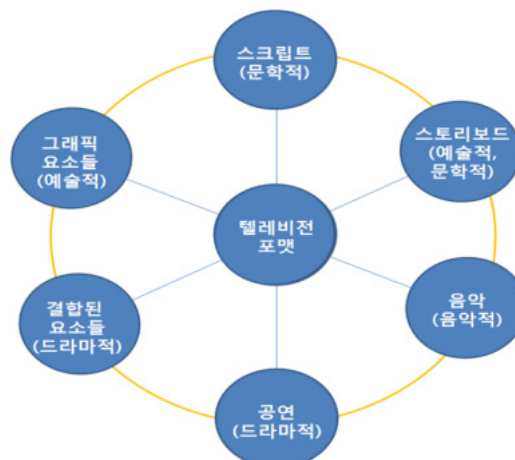 스크립트
(문학적)
그래픽
요소들
(예술적)
스토리보드
(예술적,
문학적)
텔레비전
포맷
결합된
요소들
(드라마적)
음악
(음악적)
공연
(드라마적)